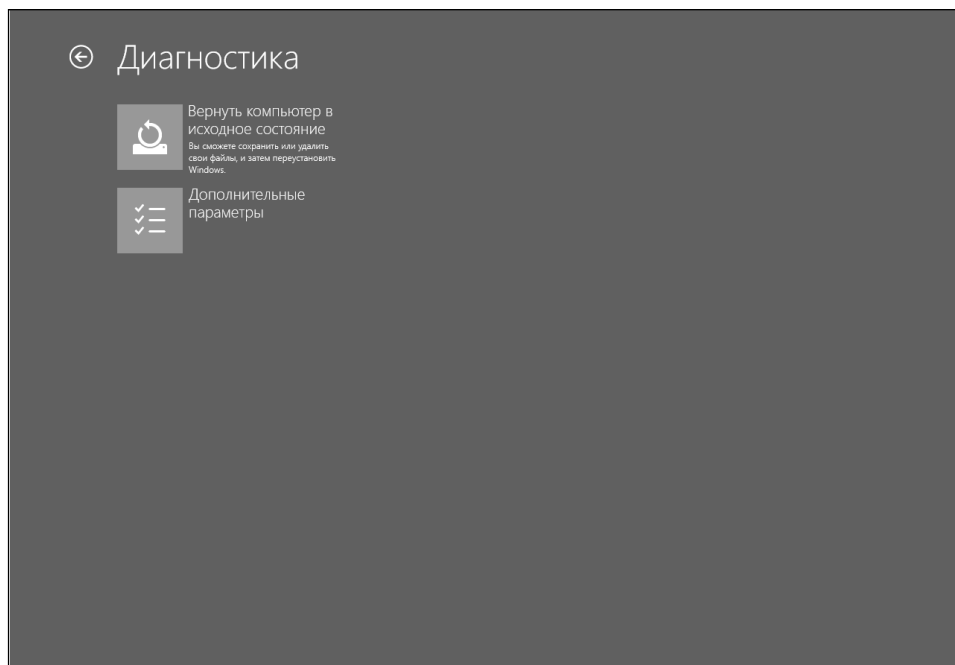 Диагностика
Вернуть компьютер в
исходное состояние
Вы сможете сохранить или удалить
свои файлы, и затем переустановить
Windows.
Дополнительные
параметры